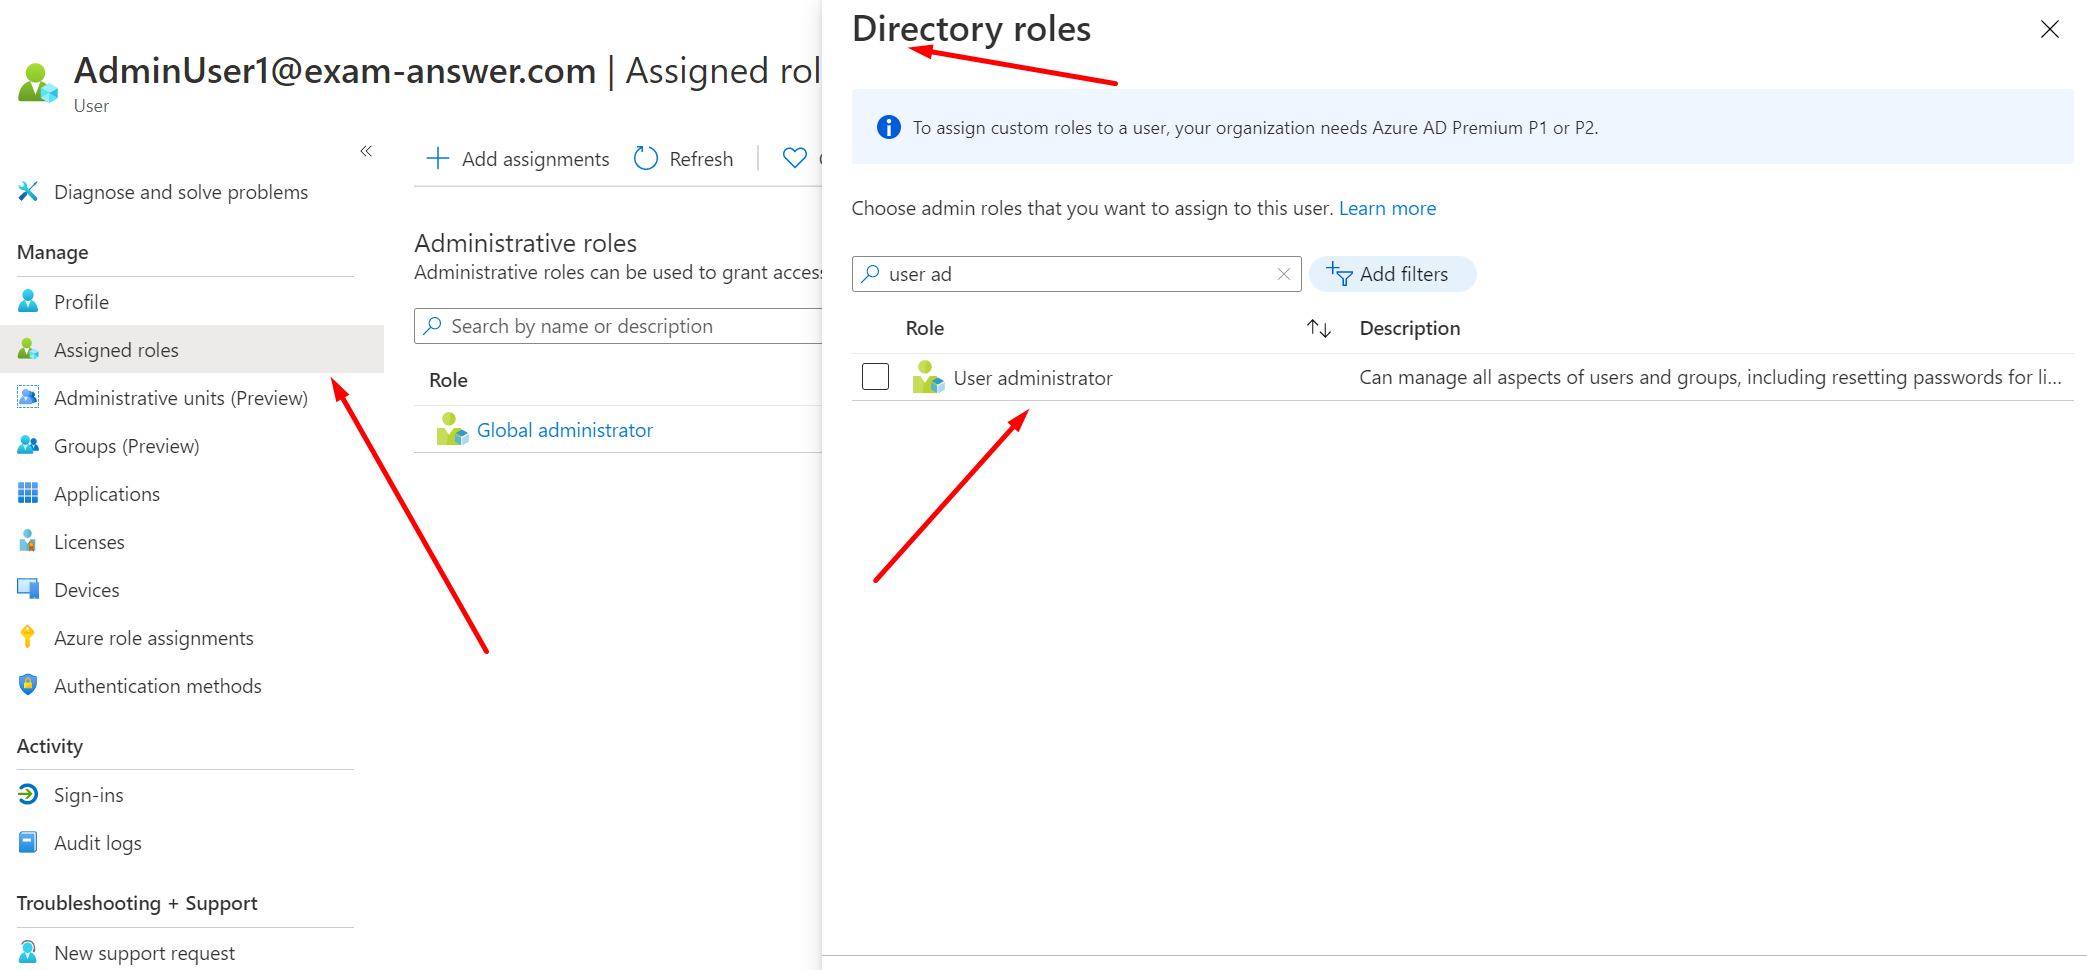 AdminUser1@exam-answer.com | Assigned rol
User
«
Diagnose and solve problems
Manage
Profile
Assigned roles
Administrative units (Preview)
Groups (Preview)
Applications
Licenses
Devices
Azure role assignments
Authentication methods
Activity
Sign-ins
Audit logs
Troubleshooting + Support
New support request
Add assignments Refresh
Administrative roles
Administrative roles can be used to grant access
Search by name or description
Role
Global administrator
Directory roles
To assign custom roles to a user, your organization needs Azure AD Premium P1 or P2.
Choose admin roles that you want to assign to this user. Learn more
user ad Add filters
Role Description
User administrator Can manage all aspects of users and groups, including resetting passwords for li...